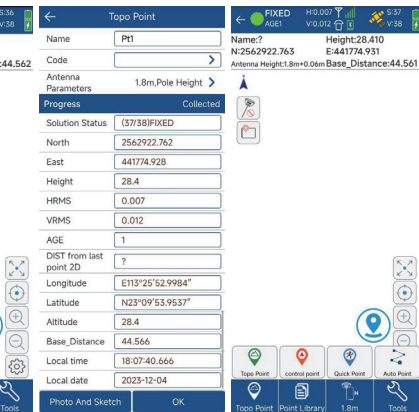 S:36
V:38
:44.562
Tools
Topo Point
Name Pt1
Code
Antenna
Parameters 1.8m,Pole Height
Progress Collected
Solution Status (37/38)FIXED
North 2562922.762
East 441774.928
Height 28.4
HRMS 0.007
VRMS 0.012
AGE 1
DIST from last
point 2D ?
Longitude E113°25'52.9984"
Latitude N23°09'53.9537"
Altitude 28.4
Base_Distance 44.566
Local time 18:07:40.666
Local date 2023-12-04
Photo And Sketch OK
FIXED H:0.007 S:37
AGE1 V:0.012 V:38
Name:? Height:28.410
N:2562922.763 E:441774.931
Antenna Height:1.8m+0.06m Base_Distance:44.561
Topo Point control point Quick Point Auto Point
Topo Point Point Library 1.8m Tools